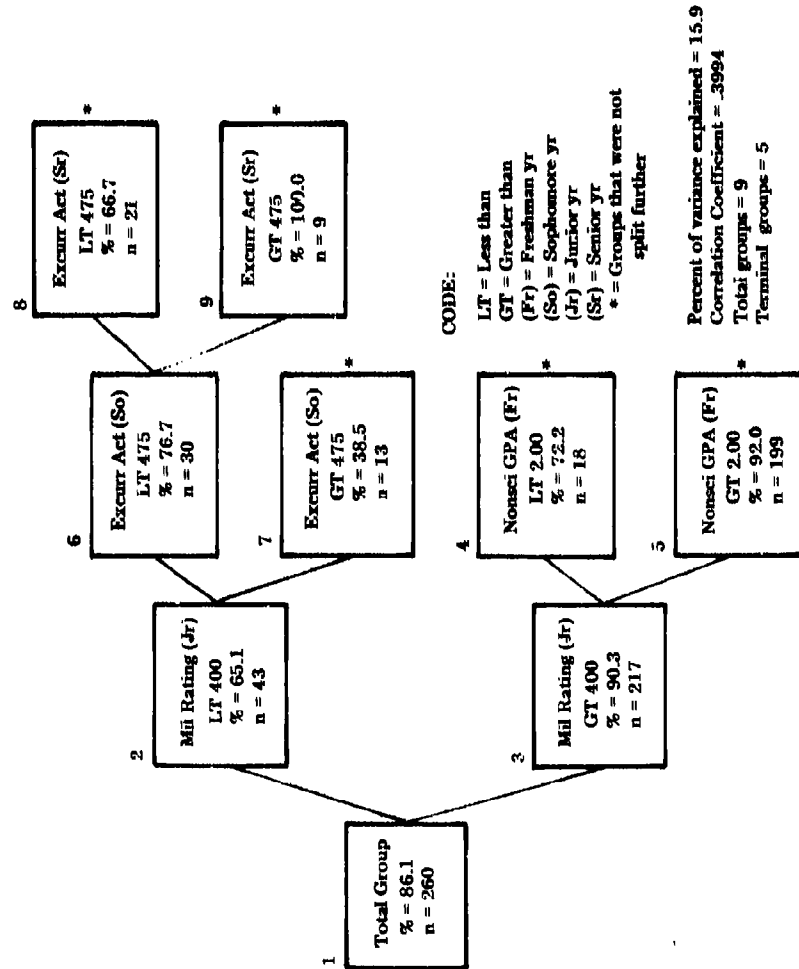 1
Total Group
% = 86.1
n = 260
2
Mil Rating (Jr)
LT 400
% = 65.1
n = 43
3
Mil Rating (Jr)
GT 400
% = 90.3
n = 217
6
Excurr Act (So)
LT 475
% = 76.7
n = 30
7
Excurr Act (So)
GT 475
% = 38.5
n = 13
*
4
Nonsci GPA (Fr)
LT 2.00
% = 72.2
n = 18
*
5
Nonsci GPA (Fr)
GT 2.00
% = 92.0
n = 199
*
8
Excurr Act (Sr)
LT 475
% = 66.7
n = 21
*
9
Excurr Act (Sr)
GT 475
% = 100.0
n = 9
*
CODE:
LT = Less than
GT = Greater than
(Fr) = Freshman yr
(So) = Sophomore yr
(Jr) = Junior yr
(Sr) = Senior yr
* = Groups that were not
split further
Percent of variance explained = 15.9
Correlation Coefficient = .3994
Total groups = 9
Terminal groups = 5